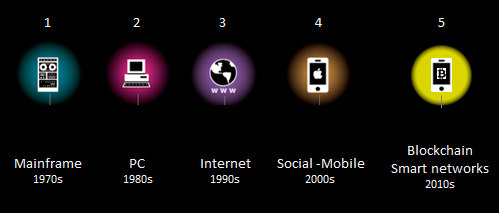 1 2 3 4 5
WWW
Mainframe
1970s
PC
1980s
Internet
1990s
Social -Mobile
2000s
Blockchain
Smart networks
2010s